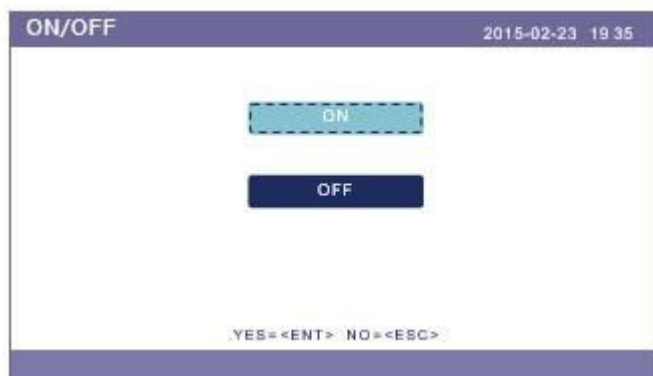 ON/OFF
2015-02-23 19 35
ON
OFF
YES=<ENT> NO=<ESC>